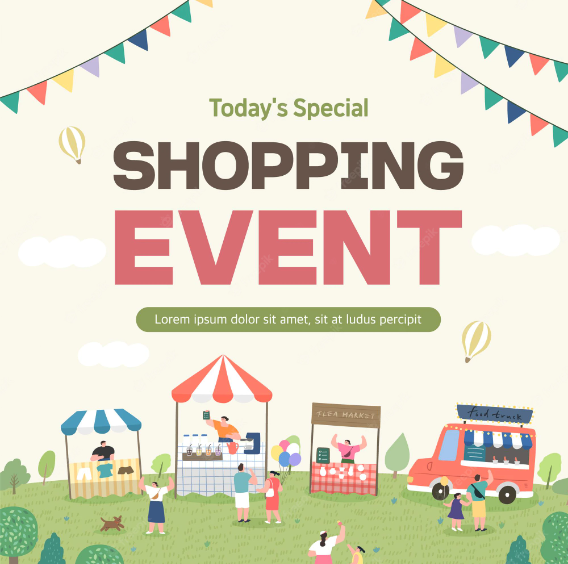 Today's Special
SHOPPING
EVENT
Lorem ipsum dolor sit amet, sit at ludus percipit
FLEA MARKET
food truck